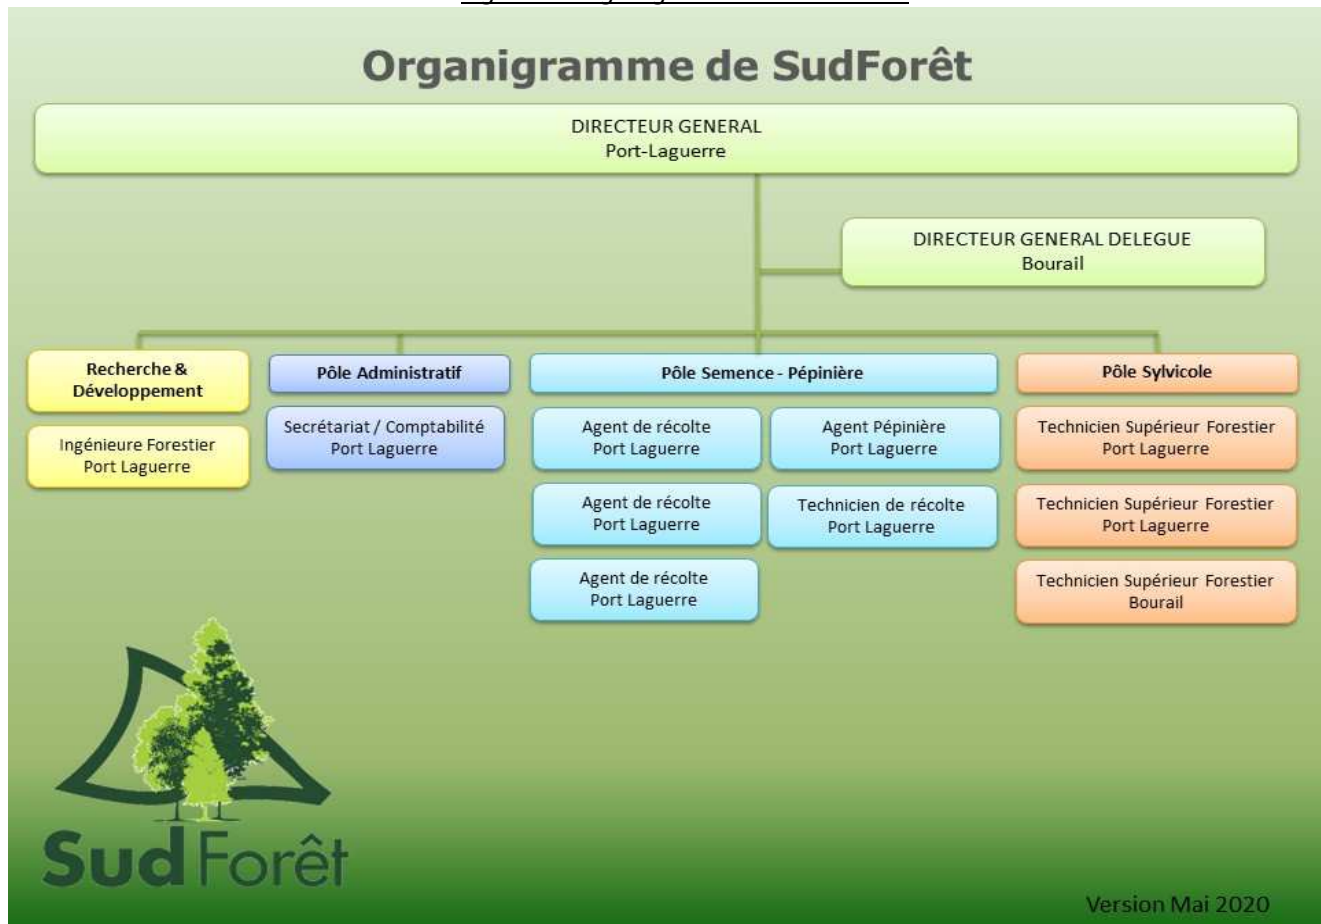 Organigramme de SudForêt
DIRECTEUR GENERAL
Port-Laguerre
DIRECTEUR GENERAL DELEGUE
Bourail
Recherche &
Développement
Ingénieure Forestier
Port Laguerre
Pôle Administratif
Secrétariat / Comptabilité
Port Laguerre
Pôle Semence - Pépinière
Agent de récolte
Port Laguerre
Agent Pépinière
Port Laguerre
Agent de récolte
Port Laguerre
Technicien de récolte
Port Laguerre
Agent de récolte
Port Laguerre
Pôle Sylvicole
Technicien Supérieur Forestier
Port Laguerre
Technicien Supérieur Forestier
Port Laguerre
Technicien Supérieur Forestier
Bourail
Sud Forêt
Version Mai 2020